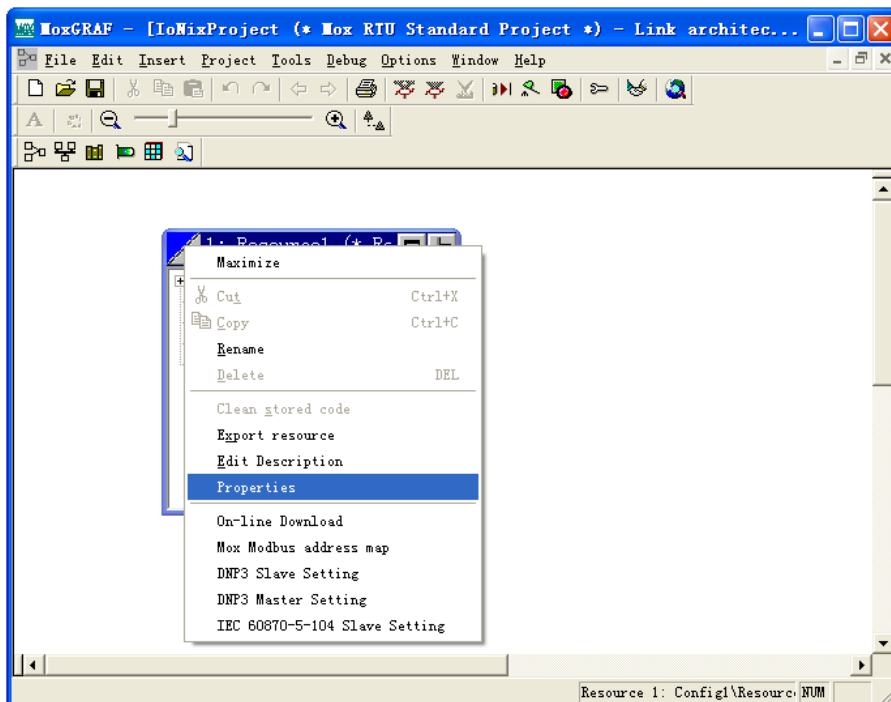 MoxGRAF - [IoNixProject (* Mox RTU Standard Project *) - Link architec...
File Edit Insert Project Tools Debug Options Window Help
1: Resource1 (* Re
Maximize
Cut Ctrl+X
Copy Ctrl+C
Rename
Delete DEL
Clean stored code
Export resource
Edit Description
Properties
On-line Download
Mox Modbus address map
DNP3 Slave Setting
DNP3 Master Setting
IEC 60870-5-104 Slave Setting
Resource 1: Config1\Resourc NUM